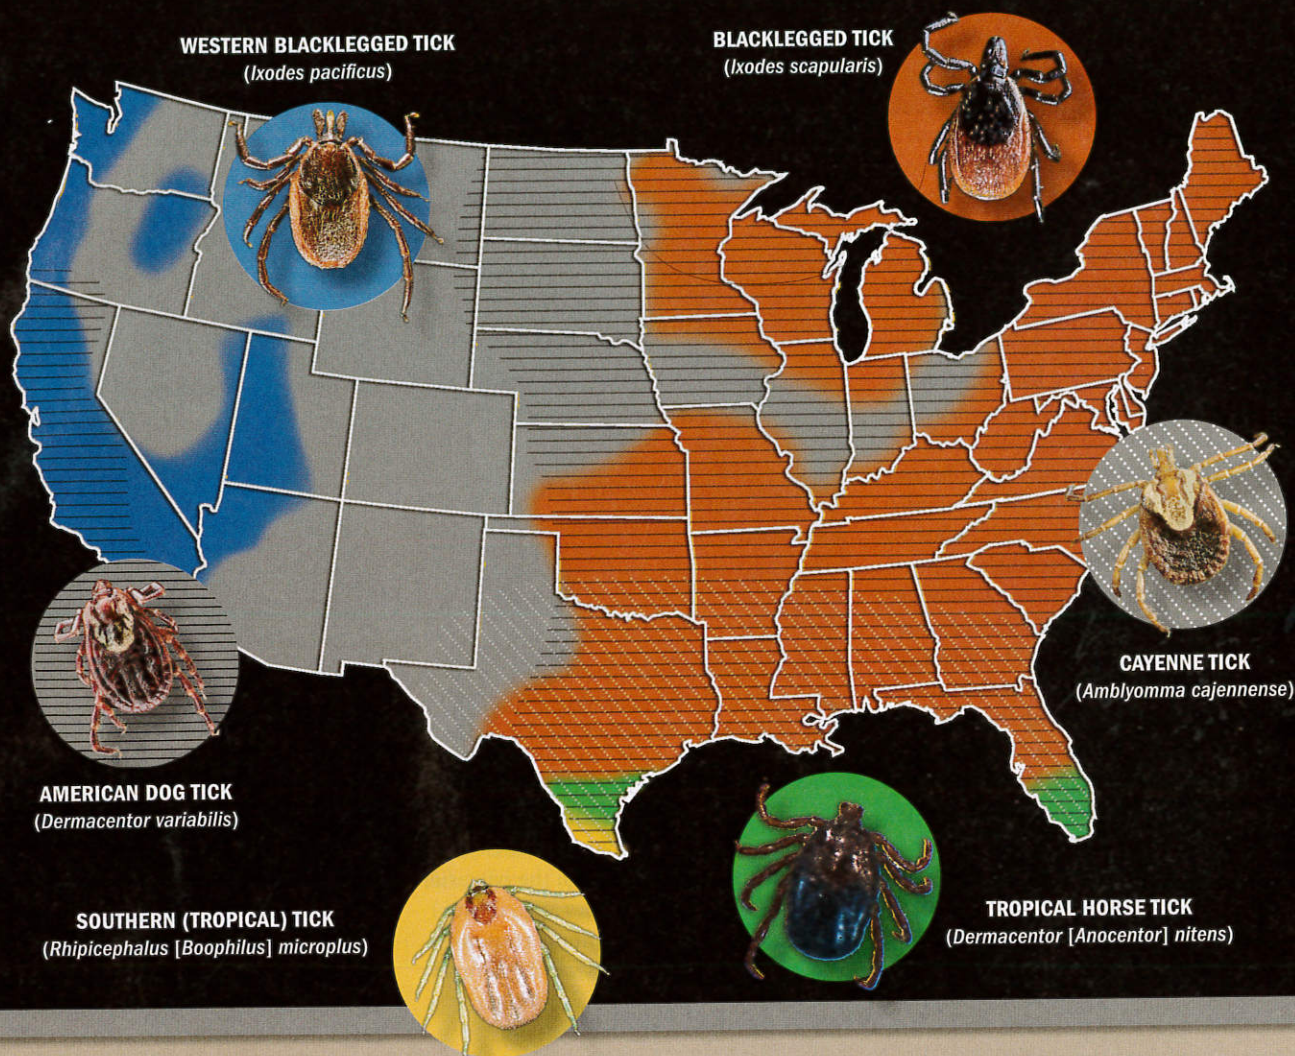 WESTERN BLACKLEGGED TICK
(Ixodes pacificus)
BLACKLEGGED TICK
(Ixodes scapularis)
CAYENNE TICK
(Amblyomma cajennense)
AMERICAN DOG TICK
(Dermacentor variabilis)
SOUTHERN (TROPICAL) TICK
(Rhipicephalus [Boophilus] microplus)
TROPICAL HORSE TICK
(Dermacentor [Anocentor] nitens)